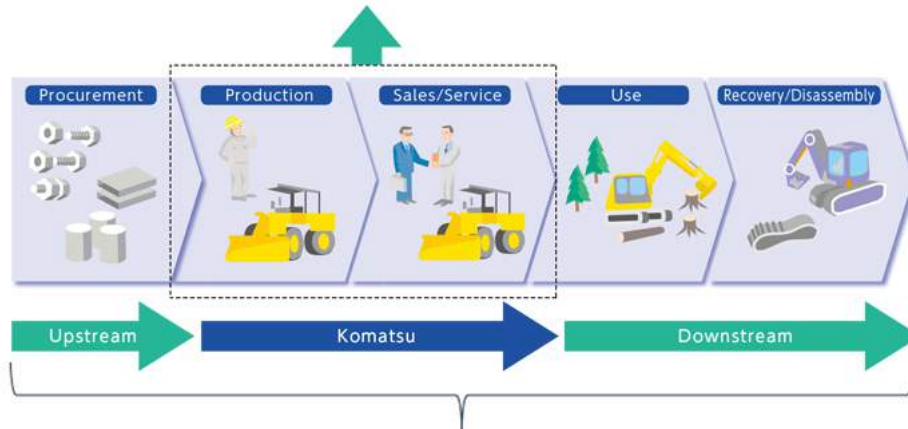 Procurement
Production
Sales/Service
Use
Recovery/Disassembly
Upstream
Komatsu
Downstream